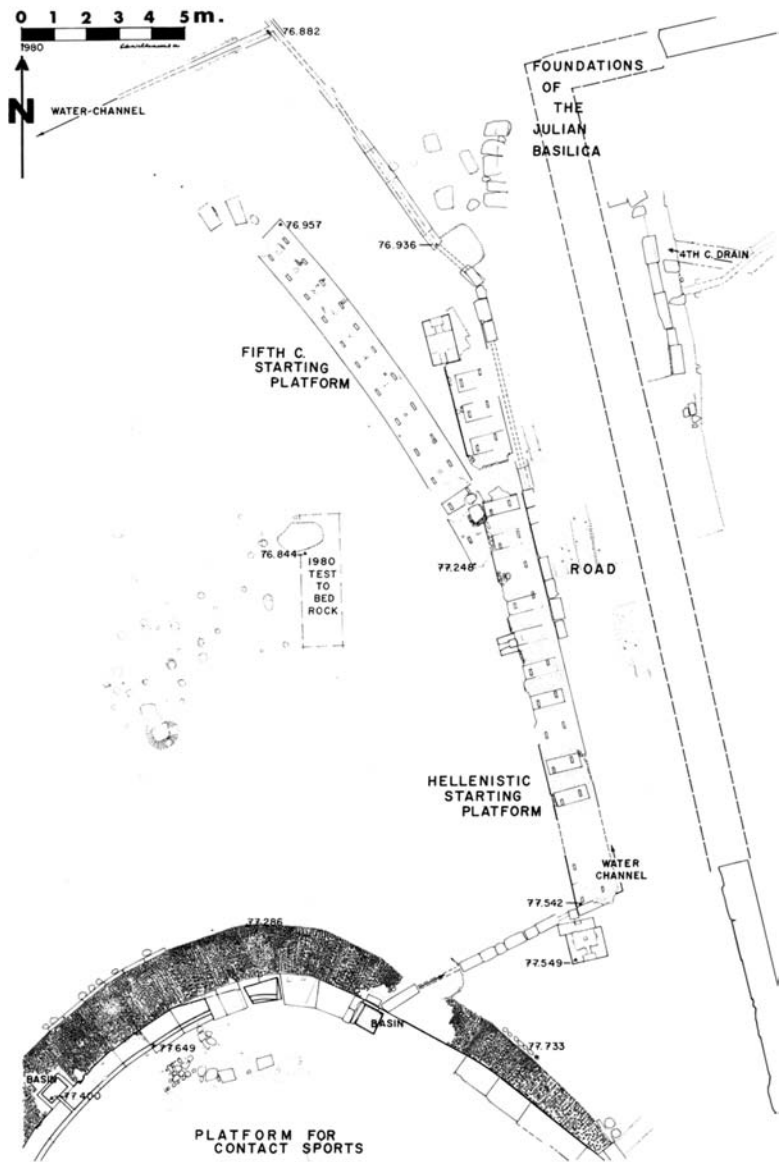 0 1 2 3 4 5 m.
1980
N
WATER-CHANNEL
76.882
FOUNDATIONS
OF
THE
JULIAN
BASILICA
76.957
76.936
4TH C. DRAIN
FIFTH C.
STARTING
PLATFORM
76.844
1980
TEST
TO
BED
ROCK
77.248
ROAD
HELLENISTIC
STARTING
PLATFORM
WATER
CHANNEL
77.542
77.549
77.286
BASIN
77.733
77.649
BASIN
77.400
PLATFORM FOR
CONTACT SPORTS